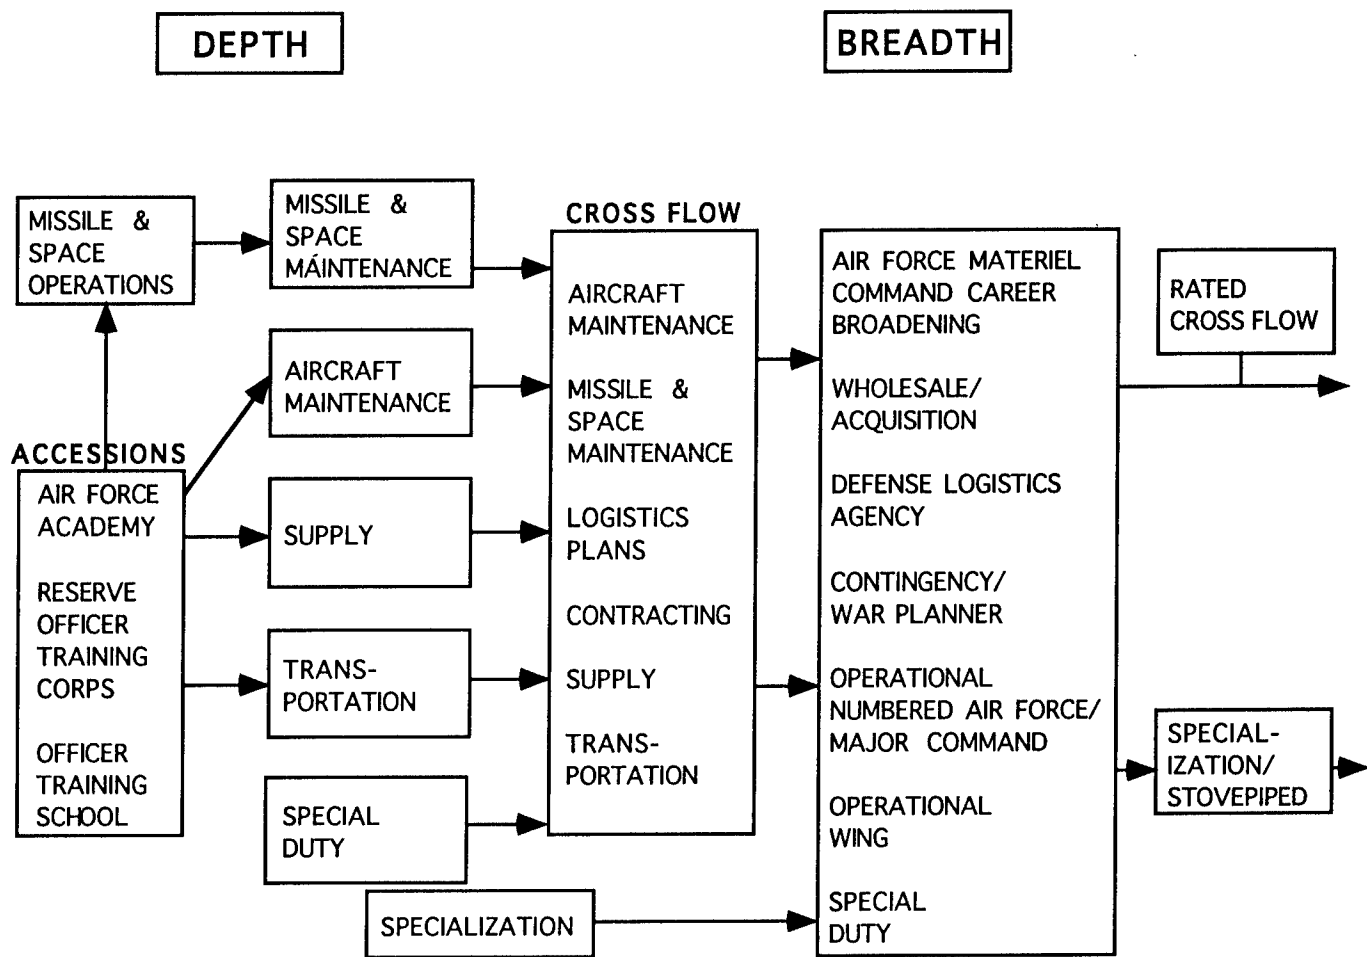 DEPTH
BREADTH
MISSILE &
SPACE
OPERATIONS
MISSILE &
SPACE
MÁINTENANCE
AIRCRAFT
MAINTENANCE
ACCESSIONS
AIR FORCE
ACADEMY
RESERVE
OFFICER
TRAINING
CORPS
OFFICER
TRAINING
SCHOOL
SUPPLY
TRANS-
PORTATION
SPECIAL
DUTY
SPECIALIZATION
CROSS FLOW
AIRCRAFT
MAINTENANCE
MISSILE &
SPACE
MAINTENANCE
LOGISTICS
PLANS
CONTRACTING
SUPPLY
TRANS-
PORTATION
AIR FORCE MATERIEL
COMMAND CAREER
BROADENING
WHOLESALE/
ACQUISITION
DEFENSE LOGISTICS
AGENCY
CONTINGENCY/
WAR PLANNER
OPERATIONAL
NUMBERED AIR FORCE/
MAJOR COMMAND
OPERATIONAL
WING
SPECIAL
DUTY
RATED
CROSS FLOW
SPECIAL-
IZATION/
STOVEPIPED